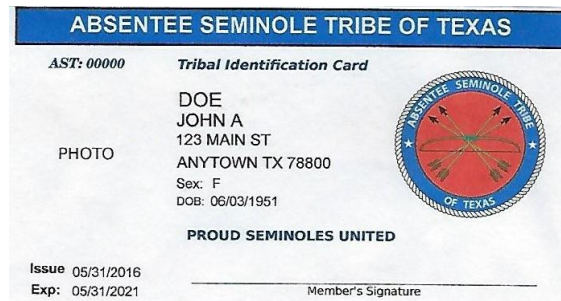 ABSENTEE SEMINOLE TRIBE OF TEXAS
AST: 00000
Tribal Identification Card
DOE
JOHN A
123 MAIN ST
ANYTOWN TX 78800
Sex: F
DOB: 06/03/1951
PHOTO
ABSENTEE SEMINOLE TRIBE
OF TEXAS
PROUD SEMINOLES UNITED
Issue 05/31/2016
Exp: 05/31/2021
Member's Signature